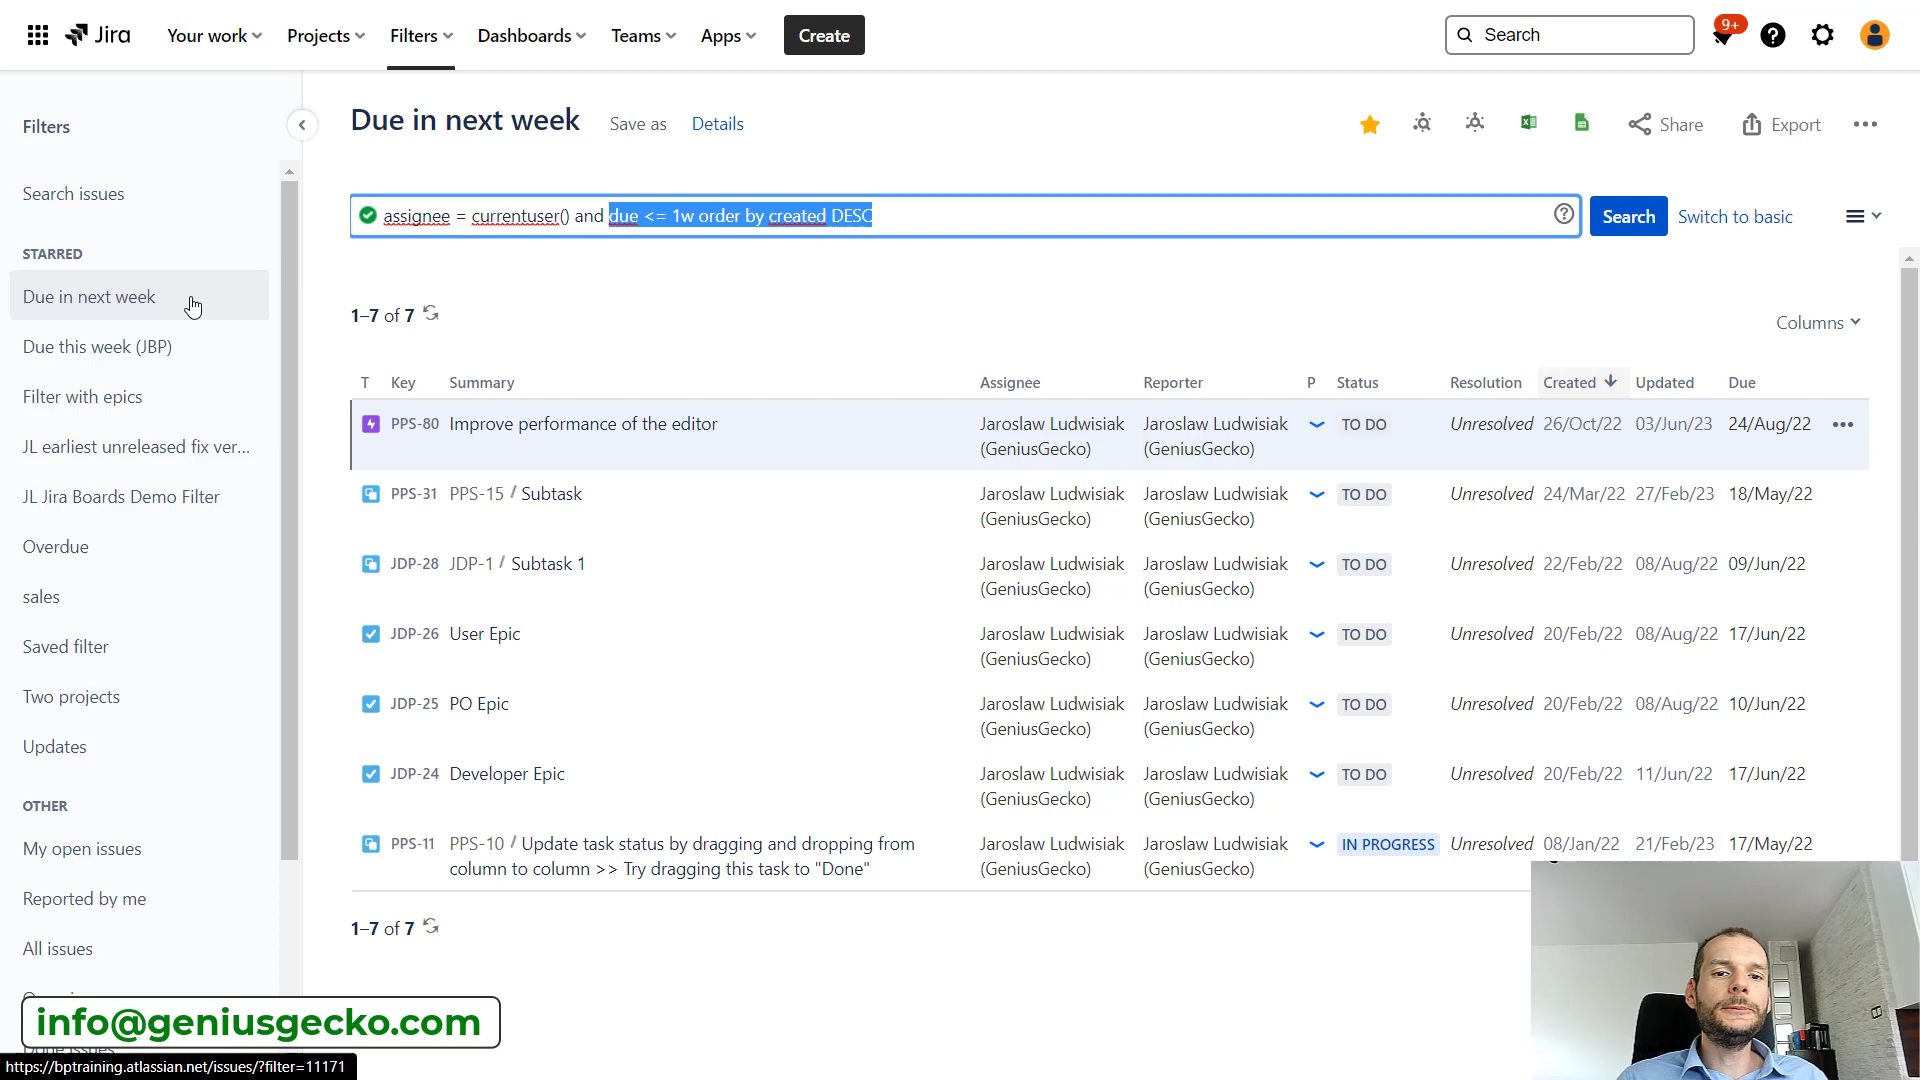 Jira
Your work
Projects
Filters
Dashboards
Teams
Apps
Create
Search
9+
Filters
Search issues
STARRED
Due in next week
Due this week (JBP)
Filter with epics
JL earliest unreleased fix ver...
JL Jira Boards Demo Filter
Overdue
sales
Saved filter
Two projects
Updates
OTHER
My open issues
Reported by me
All issues
info@geniusgecko.com
Done issues
https://bptraining.atlassian.net/issues/?filter=11171
Due in next week
Save as
Details
Share
Export
assignee = currentuser() and due <= 1w order by created DESC
Search
Switch to basic
1–7 of 7
Columns
T Key Summary Assignee Reporter P Status Resolution Created Updated Due
PPS-80 Improve performance of the editor Jaroslaw Ludwisiak Jaroslaw Ludwisiak TO DO Unresolved 26/Oct/22 03/Jun/23 24/Aug/22
(GeniusGecko) (GeniusGecko)
PPS-31 PPS-15 / Subtask Jaroslaw Ludwisiak Jaroslaw Ludwisiak TO DO Unresolved 24/Mar/22 27/Feb/23 18/May/22
(GeniusGecko) (GeniusGecko)
JDP-28 JDP-1 / Subtask 1 Jaroslaw Ludwisiak Jaroslaw Ludwisiak TO DO Unresolved 22/Feb/22 08/Aug/22 09/Jun/22
(GeniusGecko) (GeniusGecko)
JDP-26 User Epic Jaroslaw Ludwisiak Jaroslaw Ludwisiak TO DO Unresolved 20/Feb/22 08/Aug/22 17/Jun/22
(GeniusGecko) (GeniusGecko)
JDP-25 PO Epic Jaroslaw Ludwisiak Jaroslaw Ludwisiak TO DO Unresolved 20/Feb/22 08/Aug/22 10/Jun/22
(GeniusGecko) (GeniusGecko)
JDP-24 Developer Epic Jaroslaw Ludwisiak Jaroslaw Ludwisiak TO DO Unresolved 20/Feb/22 11/Jun/22 17/Jun/22
(GeniusGecko) (GeniusGecko)
PPS-11 PPS-10 / Update task status by dragging and dropping from Jaroslaw Ludwisiak Jaroslaw Ludwisiak IN PROGRESS Unresolved 08/Jan/22 21/Feb/23 17/May/22
column to column >> Try dragging this task to "Done" (GeniusGecko) (GeniusGecko)
1–7 of 7